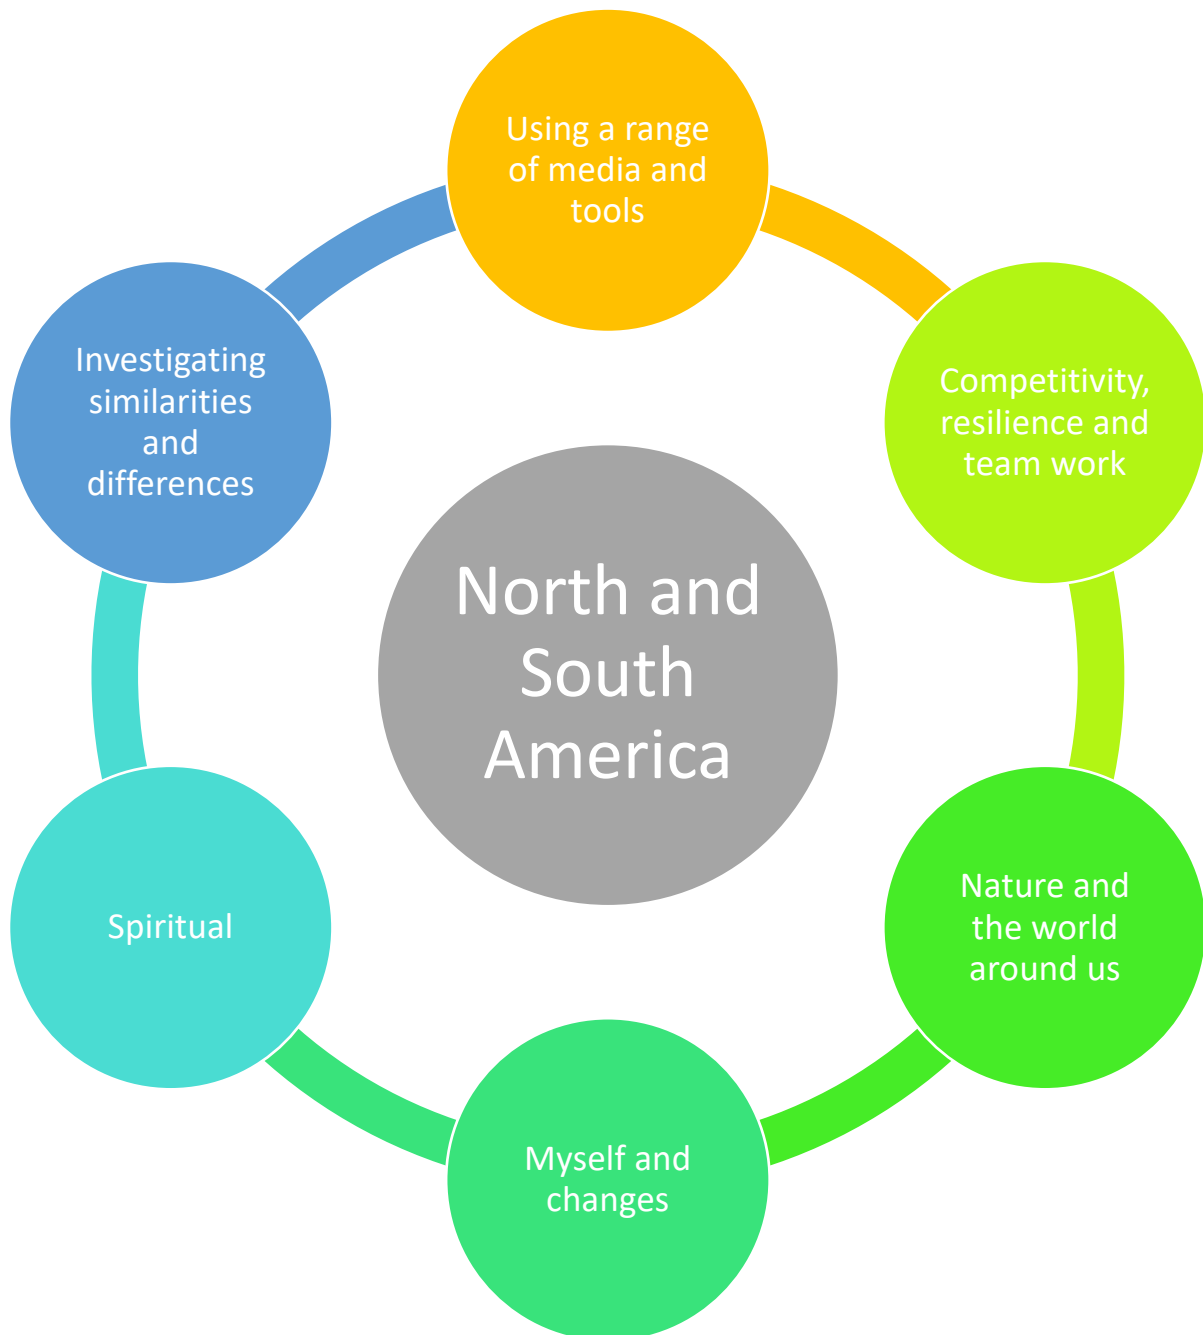 Using a range
of media and
tools
Competitivity,
resilience and
team work
Nature and
the world
around us
Myself and
changes
Spiritual
Investigating
similarities
and
differences
North and
South
America